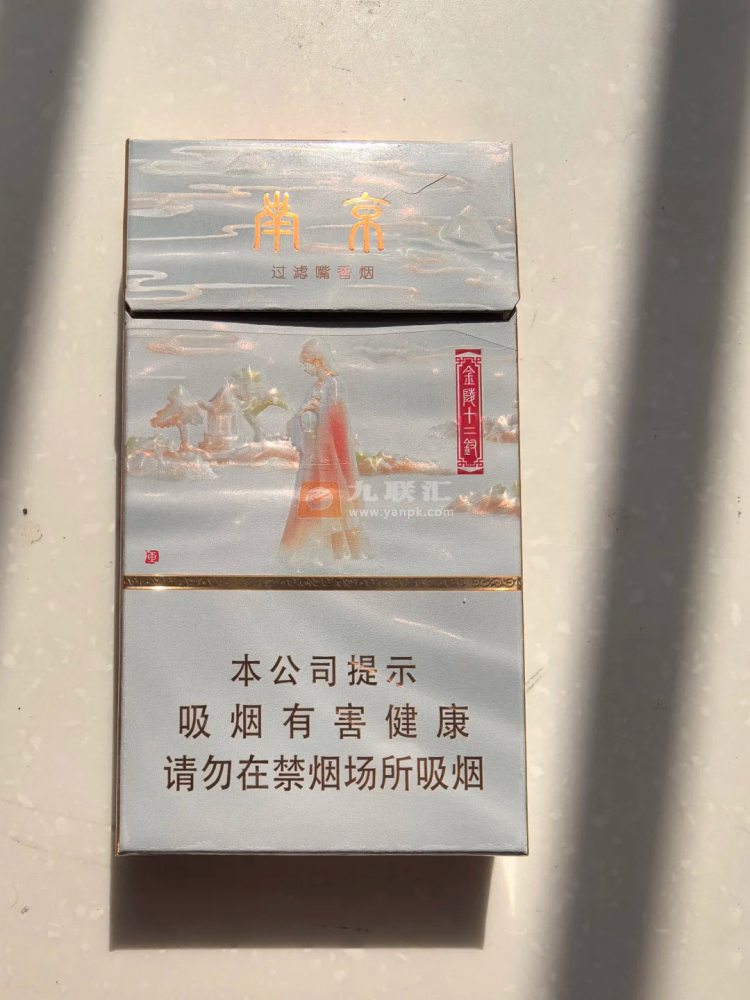 南京
过滤嘴香烟
金陵十二钗
九联汇
www.yanpk.com
本公司提示
吸烟有害健康
请勿在禁烟场所吸烟